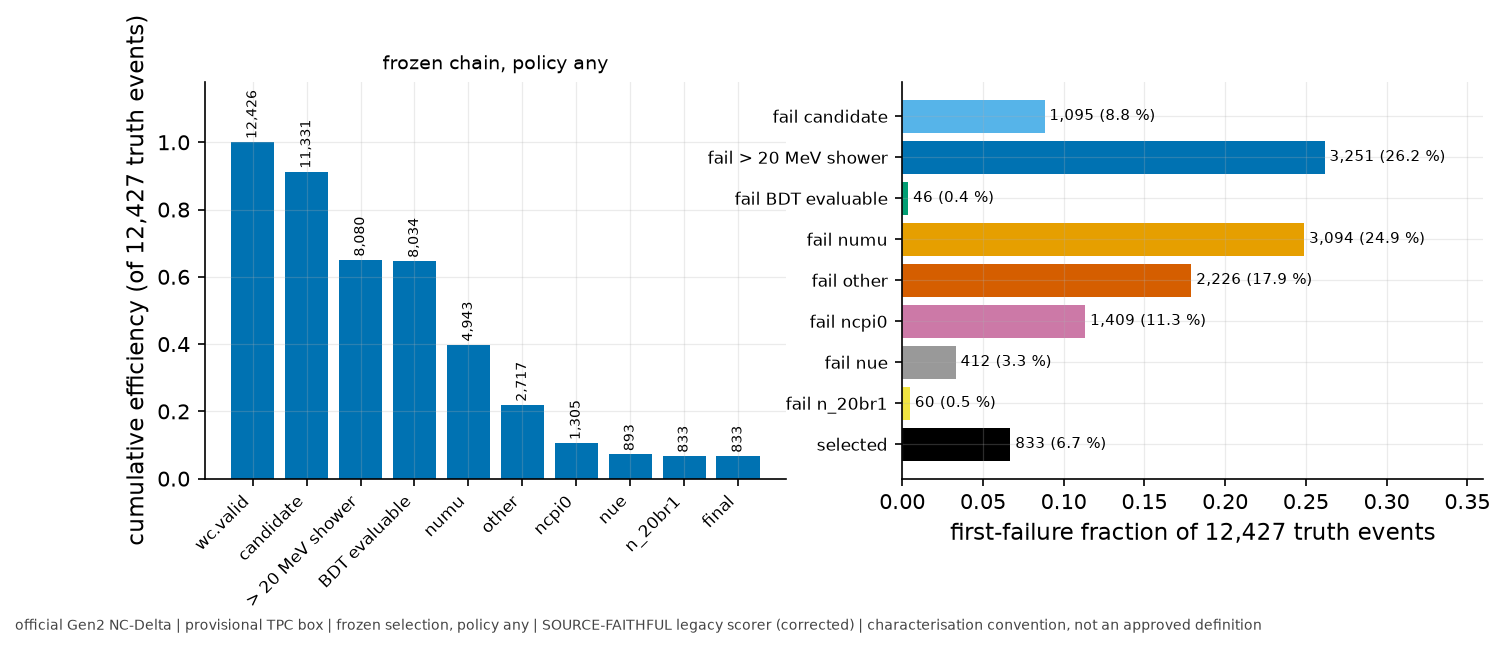 frozen chain, policy any
cumulative efficiency (of 12,427 truth events)
1.0
0.8
0.6
0.4
0.2
0.0
12,426
11,331
8,080
8,034
4,943
2,717
1,305
893
833
833
wc.valid
candidate
> 20 MeV shower
BDT evaluable
numu
other
ncpi0
nue
n_20br1
final
fail candidate
1,095 (8.8 %)
fail > 20 MeV shower
3,251 (26.2 %)
fail BDT evaluable
46 (0.4 %)
fail numu
3,094 (24.9 %)
fail other
2,226 (17.9 %)
fail ncpi0
1,409 (11.3 %)
fail nue
412 (3.3 %)
fail n_20br1
60 (0.5 %)
selected
833 (6.7 %)
0.00 0.05 0.10 0.15 0.20 0.25 0.30 0.35
first-failure fraction of 12,427 truth events
official Gen2 NC-Delta | provisional TPC box | frozen selection, policy any | SOURCE-FAITHFUL legacy scorer (corrected) | characterisation convention, not an approved definition